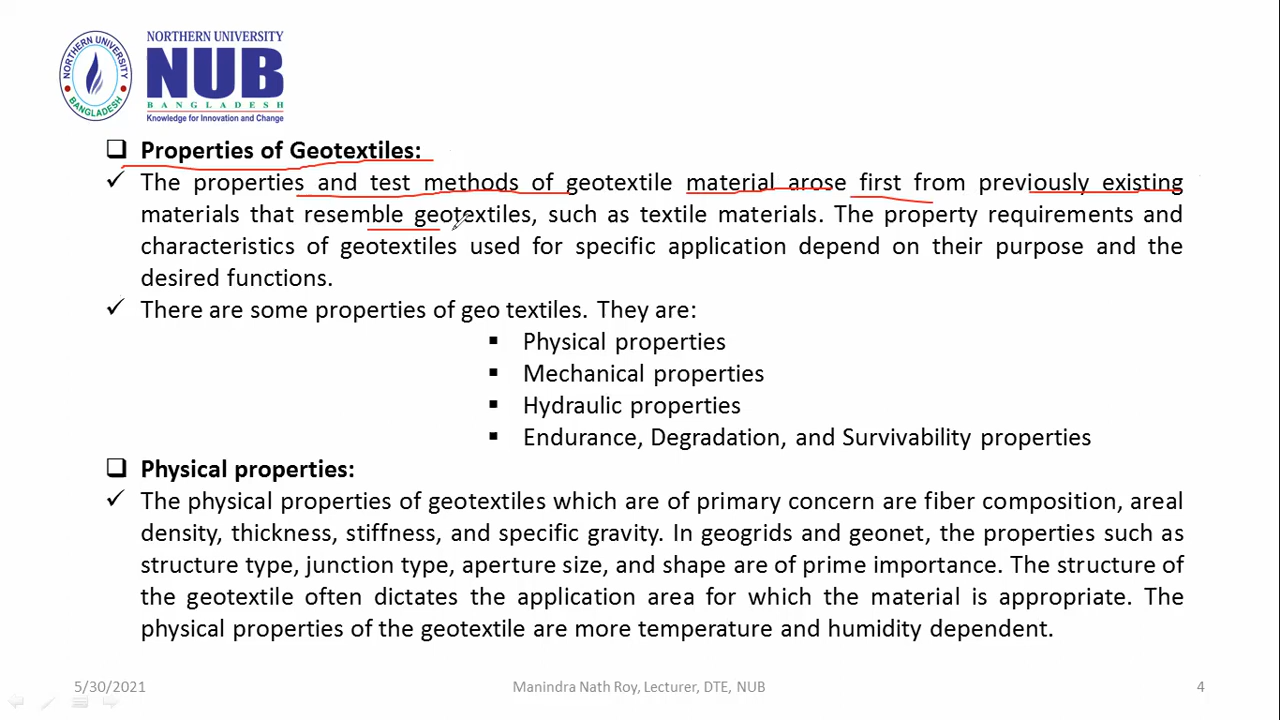 NORTHERN UNIVERSITY
BANGLADESH
NORTHERN UNIVERSITY
NUB
BANGLADESH
Knowledge for Innovation and Change
Properties of Geotextiles:
The properties and test methods of geotextile material arose first from previously existing
materials that resemble geotextiles, such as textile materials. The property requirements and
characteristics of geotextiles used for specific application depend on their purpose and the
desired functions.
There are some properties of geo textiles. They are:
Physical properties
Mechanical properties
Hydraulic properties
Endurance, Degradation, and Survivability properties
Physical properties:
The physical properties of geotextiles which are of primary concern are fiber composition, areal
density, thickness, stiffness, and specific gravity. In geogrids and geonet, the properties such as
structure type, junction type, aperture size, and shape are of prime importance. The structure of
the geotextile often dictates the application area for which the material is appropriate. The
physical properties of the geotextile are more temperature and humidity dependent.
5/30/2021
Manindra Nath Roy, Lecturer, DTE, NUB
4